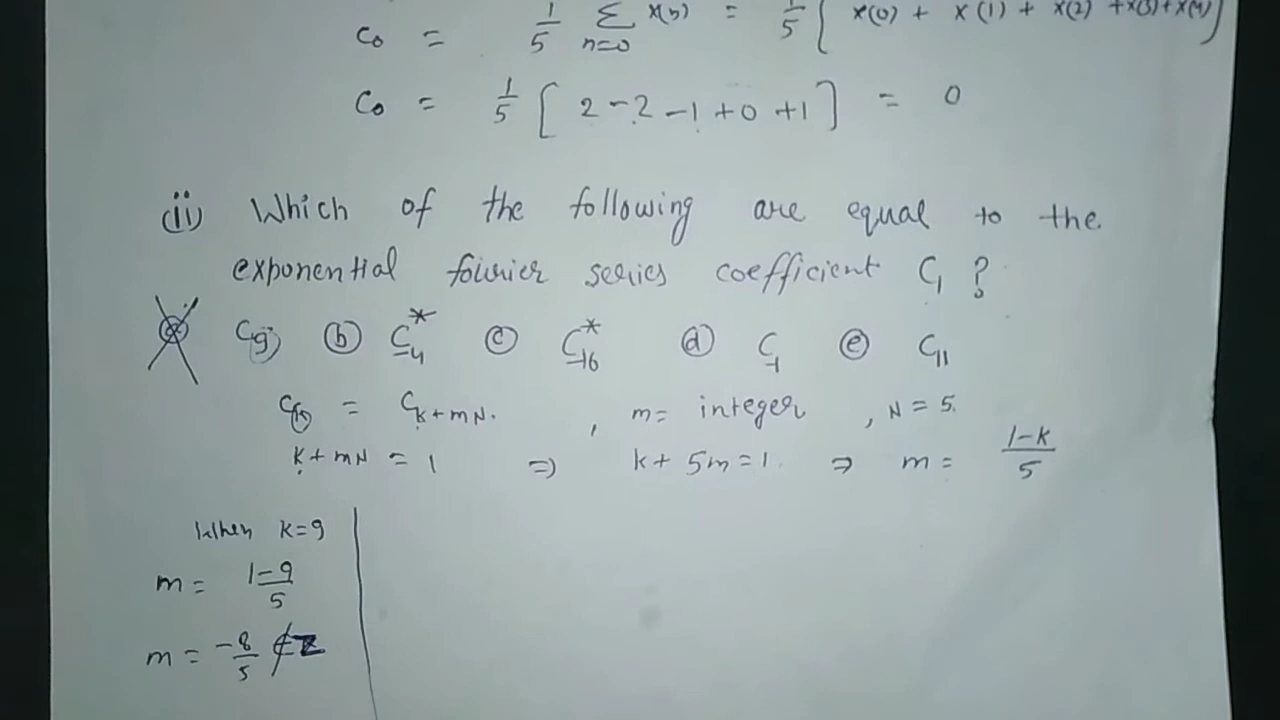 C₀ = 1/5 Σ n=0 x(n) = 1/5 [ x(0) + x(1) + x(2) + x(3) + x(4) ]
C₀ = 1/5 [ 2 - 2 - 1 + 0 + 1 ] = 0
(ii) Which of the following are equal to the
exponential fourier series coefficient C₁ ?
C₉ (b) C₋₄* (c) C₋₁₆* (d) C₋₁ (e) C₁₁
= C_{k+mN} , m = integer , N = 5.
k + mN = 1 ⇒ k + 5m = 1. ⇒ m = (1-k)/5
When k = 9
m = (1-9)/5
m = -8/5 ∉ Z